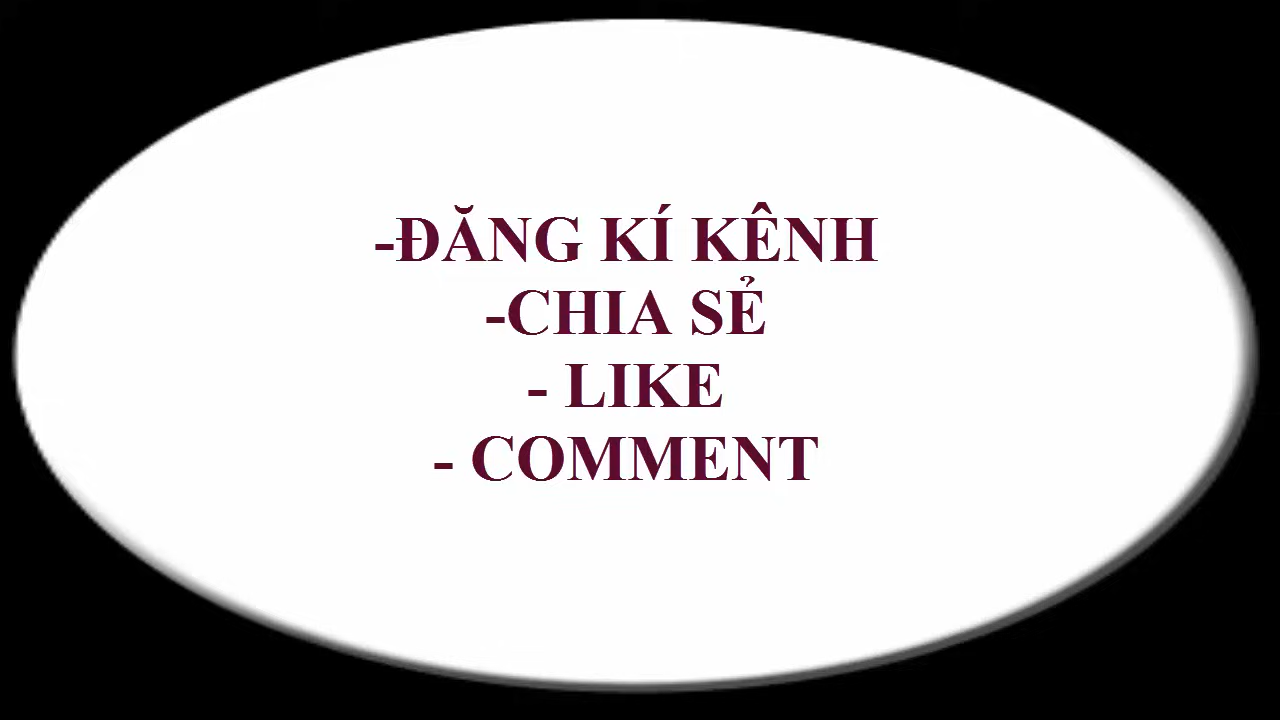 -ĐĂNG KÍ KÊNH
-CHIA SẺ
- LIKE
- COMMENT